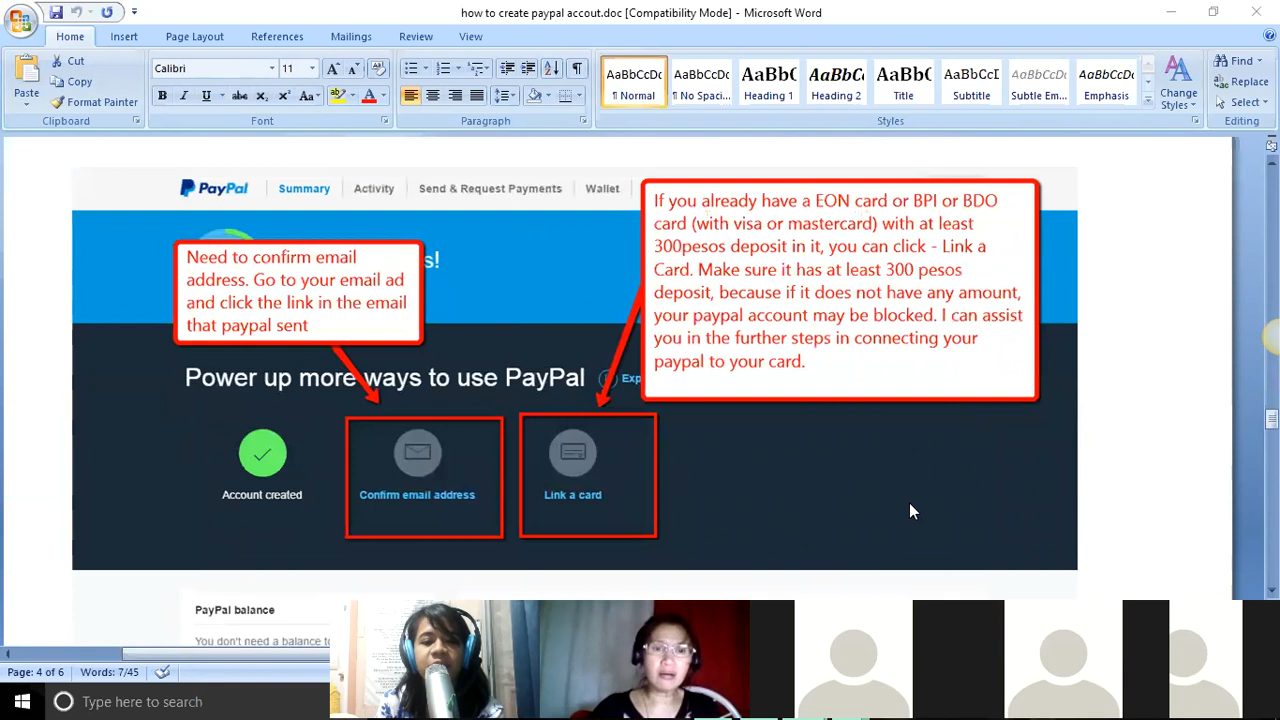 how to create paypal accout.doc [Compatibility Mode] - Microsoft Word
Home Insert Page Layout References Mailings Review View
Paste
Cut
Copy
Format Painter
Clipboard
Calibri 11
B I U abc x₂ x² Aa
Font
Paragraph
AaBbCcDc AaBbCcDc AaBbC AaBbCc AaBbC AaBbCcI AaBbCcDc AaBbCcDc
¶ Normal ¶ No Spaci... Heading 1 Heading 2 Title Subtitle Subtle Em... Emphasis
Styles
Change Styles
Find
Replace
Select
Editing
PayPal Summary Activity Send & Request Payments Wallet
s!
Need to confirm email
address. Go to your email ad
and click the link in the email
that paypal sent
If you already have a EON card or BPI or BDO
card (with visa or mastercard) with at least
300pesos deposit in it, you can click - Link a
Card. Make sure it has at least 300 pesos
deposit, because if it does not have any amount,
your paypal account may be blocked. I can assist
you in the further steps in connecting your
paypal to your card.
Power up more ways to use PayPal Exp
Account created
Confirm email address
Link a card
PayPal balance
You don't need a balance to
Page: 4 of 6 Words: 7/45
Type here to search